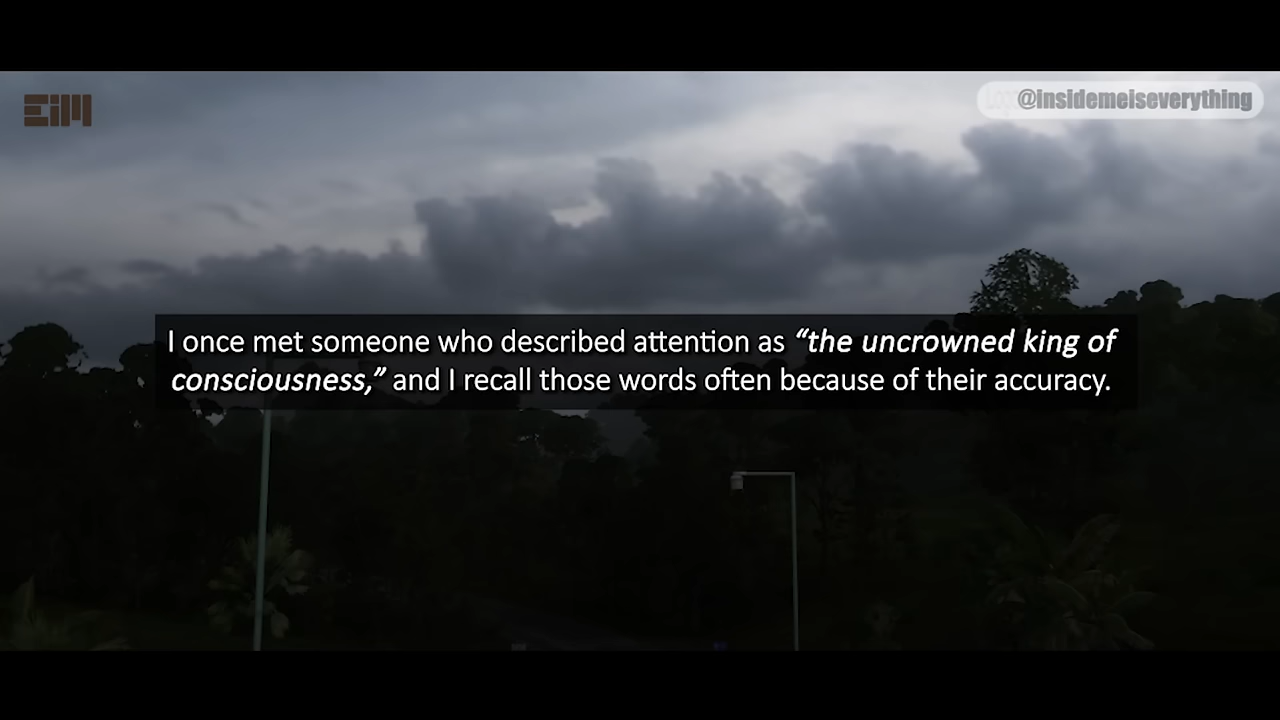 EiM
@insidemeiseverything
I once met someone who described attention as “the uncrowned king of
consciousness,” and I recall those words often because of their accuracy.